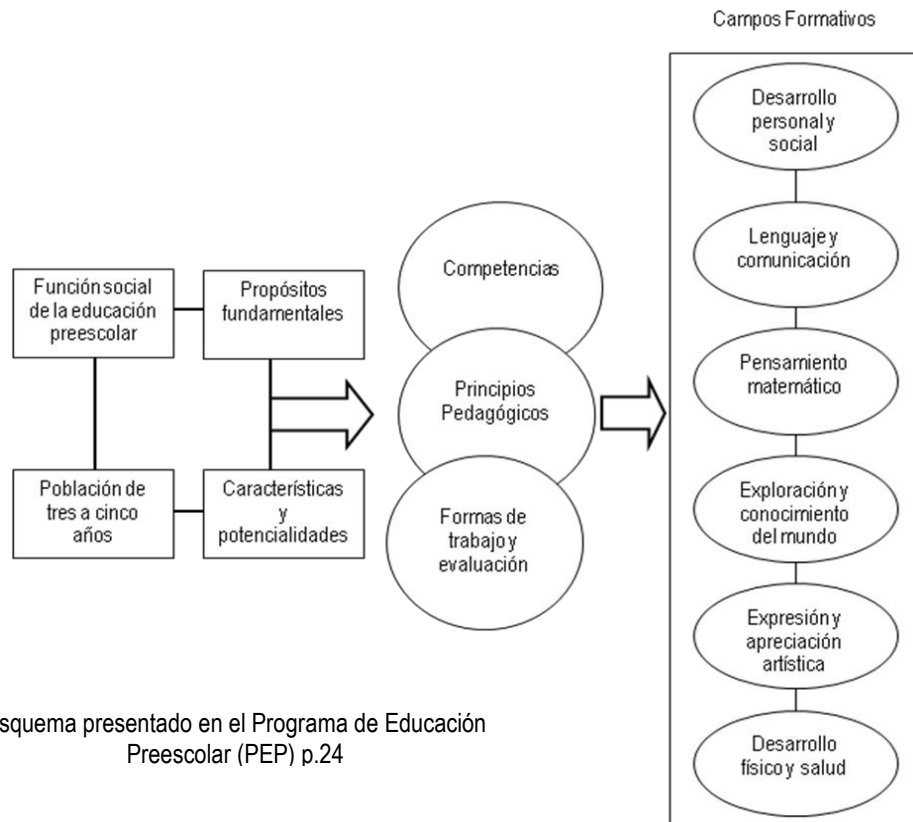 Campos Formativos
Desarrollo
personal y
social
Lenguaje y
comunicación
Pensamiento
matemático
Exploración y
conocimiento
del mundo
Expresión y
apreciación
artística
Desarrollo
físico y salud
Competencias
Principios
Pedagógicos
Formas de
trabajo y
evaluación
Función social
de la educación
preescolar
Propósitos
fundamentales
Población de
tres a cinco
años
Características
y
potencialidades
squema presentado en el Programa de Educación
Preescolar (PEP) p.24